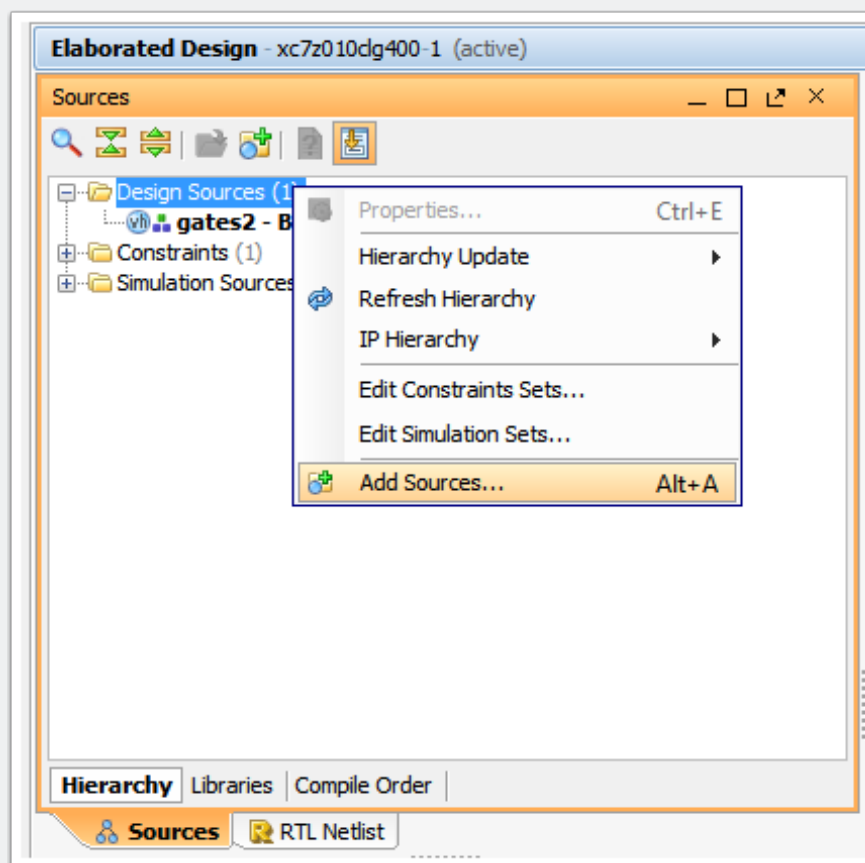 Elaborated Design - xc7z010clg400-1 (active)
Sources
Design Sources (1)
gates2 - B
Constraints (1)
Simulation Sources
Properties... Ctrl+E
Hierarchy Update
Refresh Hierarchy
IP Hierarchy
Edit Constraints Sets...
Edit Simulation Sets...
Add Sources... Alt+A
Hierarchy Libraries Compile Order
Sources RTL Netlist